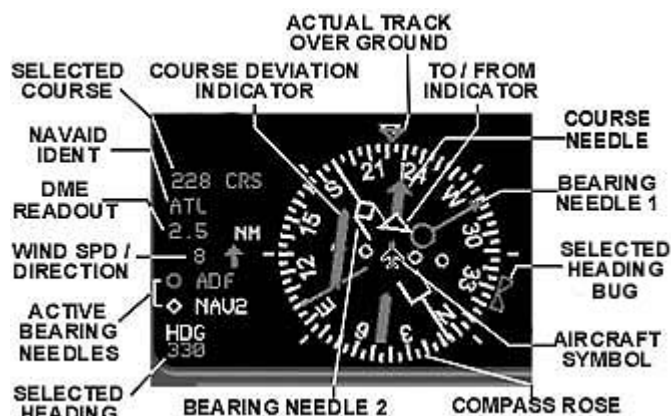 ACTUAL TRACK
OVER GROUND
SELECTED
COURSE
COURSE DEVIATION
INDICATOR
TO / FROM
INDICATOR
COURSE
NEEDLE
NAVAID
IDENT
DME
READOUT
WIND SPD /
DIRECTION
ACTIVE
BEARING
NEEDLES
SELECTED
HEADING
228 CRS
ATL
2.5 NM
8
ADF
NAV2
HDG
330
S
21
24
W
30
33
N
3
6
E
12
15
BEARING
NEEDLE 1
SELECTED
HEADING
BUG
AIRCRAFT
SYMBOL
BEARING NEEDLE 2
COMPASS ROSE